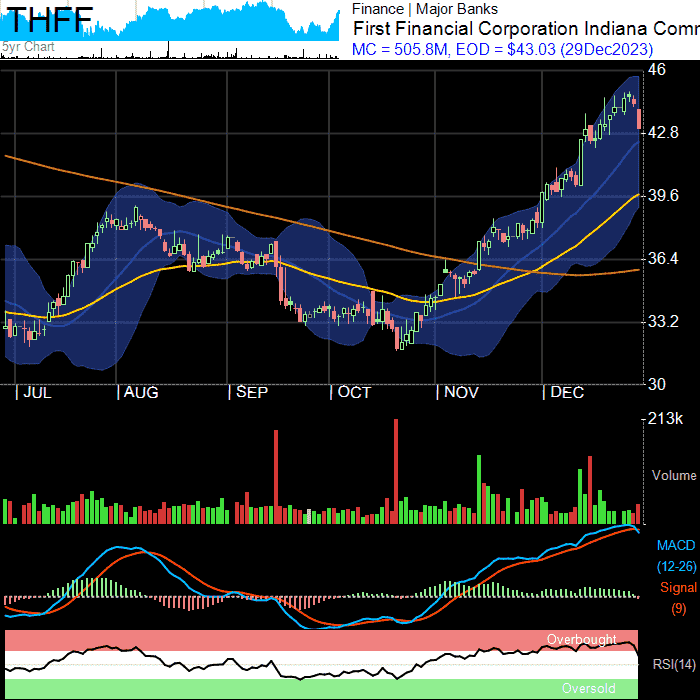 THFF
5yr Chart
Finance | Major Banks
First Financial Corporation Indiana Comm
MC = 505.8M, EOD = $43.03 (29Dec2023)
46
42.8
39.6
36.4
33.2
30
| JUL | AUG | SEP | OCT | NOV | DEC
213k
Volume
MACD
(12-26)
Signal
(9)
Overbought
RSI(14)
Oversold